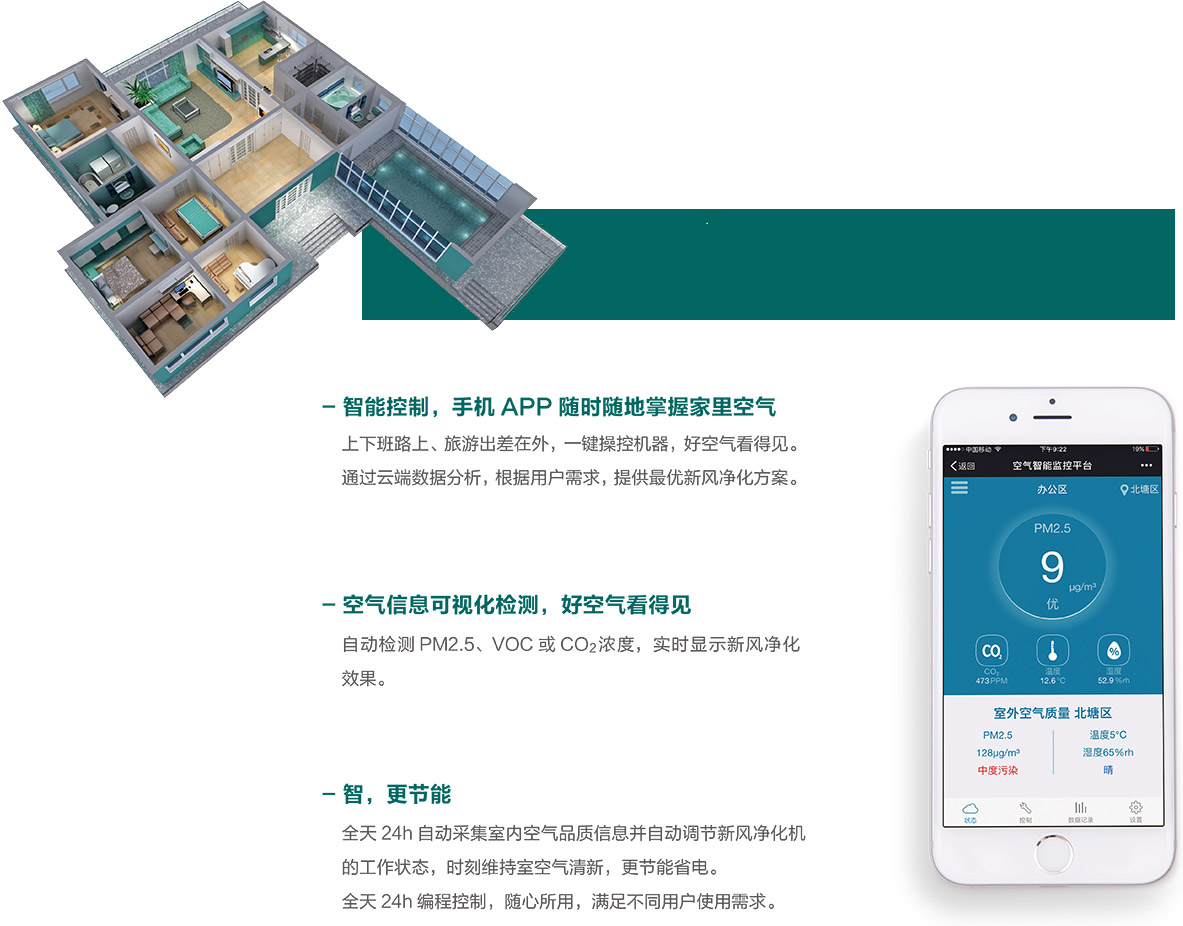 – 智能控制，手机 APP 随时随地掌握家里空气
上下班路上、旅游出差在外，一键操控机器，好空气看得见。
通过云端数据分析，根据用户需求，提供最优新风净化方案。
– 空气信息可视化检测，好空气看得见
自动检测 PM2.5、VOC 或 CO₂浓度，实时显示新风净化
效果。
– 智，更节能
全天 24h 自动采集室内空气品质信息并自动调节新风净化机
的工作状态，时刻维持室空气清新，更节能省电。
全天 24h 编程控制，随心所用，满足不同用户使用需求。
中国移动 下午9:22 19%
返回 空气智能监控平台
办公区 北塘区
PM2.5
9
μg/m³
优
CO₂ %
CO₂ 温度 湿度
473PPM 12.6°C 52.9%rh
室外空气质量 北塘区
PM2.5 温度5°C
128μg/m³ 湿度65%rh
中度污染 晴
状态 控制 数据记录 设置